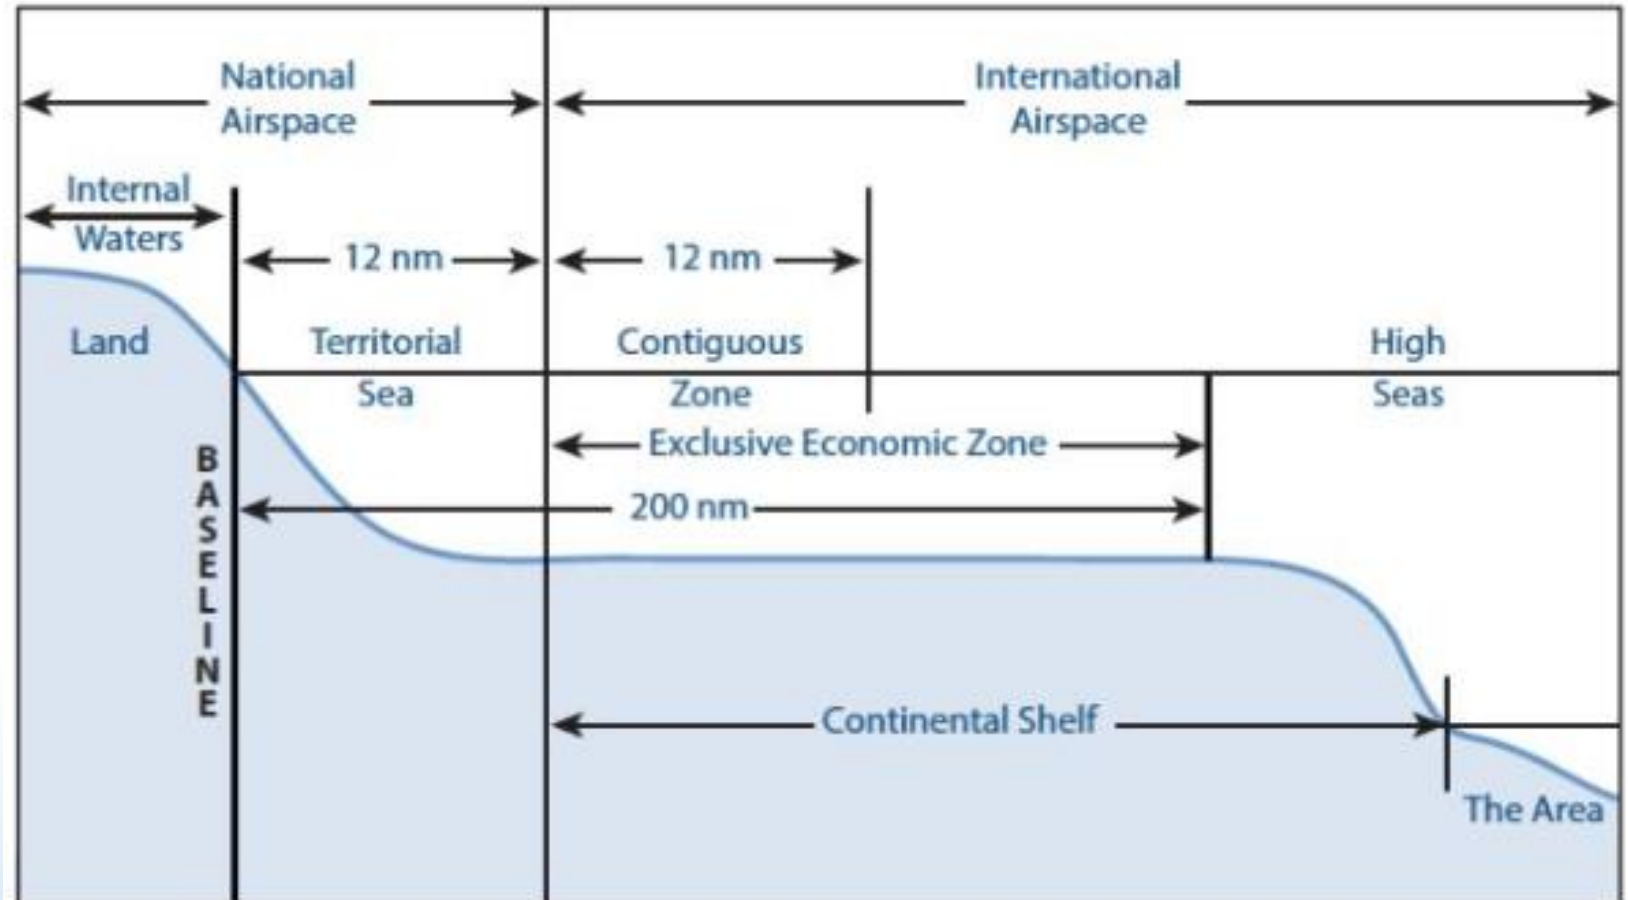 National
Airspace
International
Airspace
Internal
Waters
12 nm
12 nm
Land
Territorial
Sea
Contiguous
Zone
High
Seas
Exclusive Economic Zone
200 nm
BASELINE
Continental Shelf
The Area